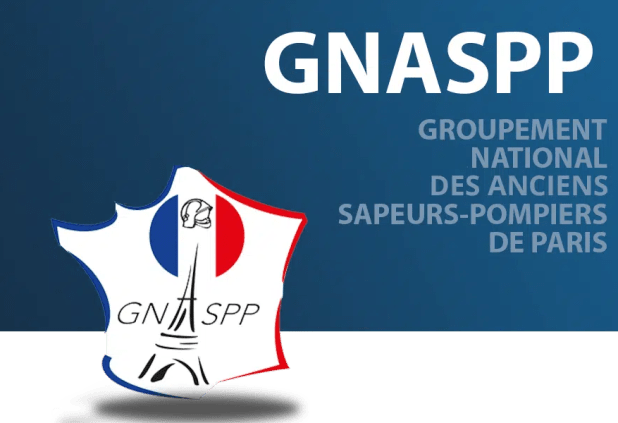 GNASPP
GROUPEMENT
NATIONAL
DES ANCIENS
SAPEURS-POMPIERS
DE PARIS
GNASPP